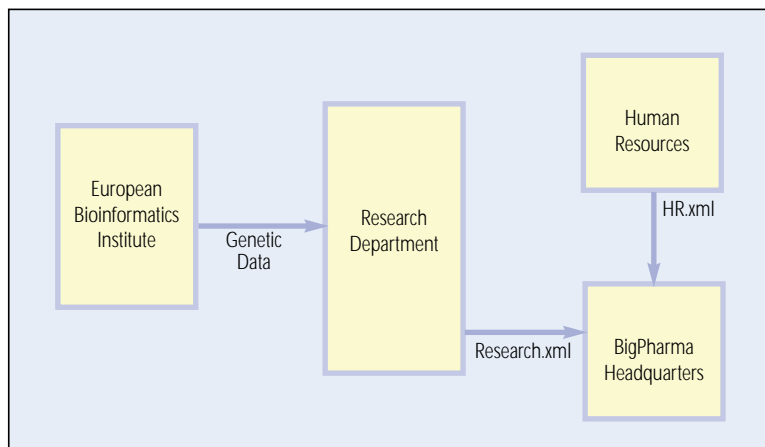 European
Bioinformatics
Institute
Genetic
Data
Research
Department
Human
Resources
HR.xml
Research.xml
BigPharma
Headquarters